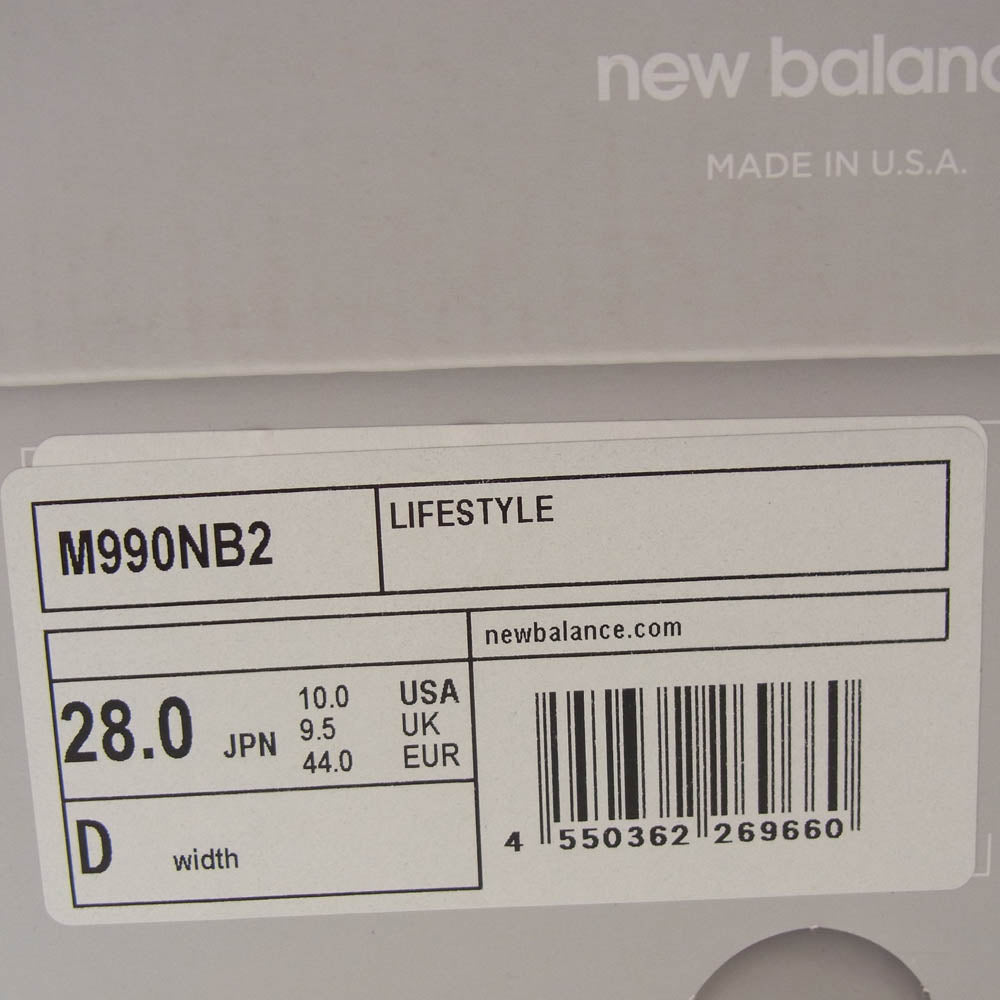 new balanc
MADE IN U.S.A.
M990NB2
LIFESTYLE
newbalance.com
28.0 JPN
10.0 USA
9.5 UK
44.0 EUR
D width
4 550362 269660